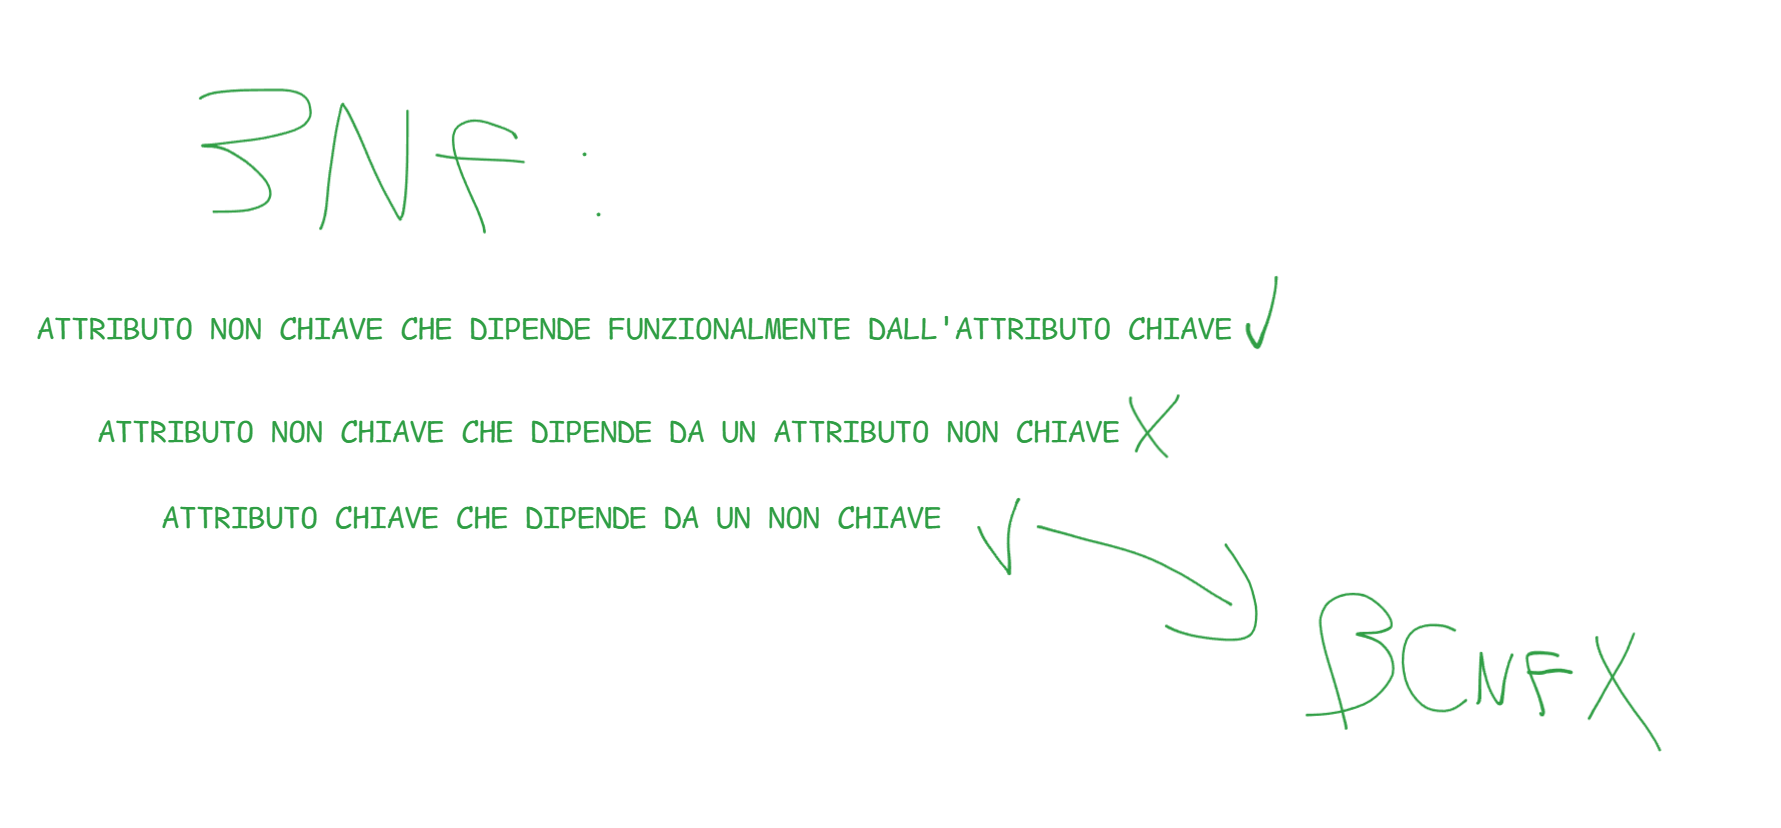 3NF:
ATTRIBUTO NON CHIAVE CHE DIPENDE FUNZIONALMENTE DALL'ATTRIBUTO CHIAVE ✓
ATTRIBUTO NON CHIAVE CHE DIPENDE DA UN ATTRIBUTO NON CHIAVE X
ATTRIBUTO CHIAVE CHE DIPENDE DA UN NON CHIAVE ✓
BCNF X